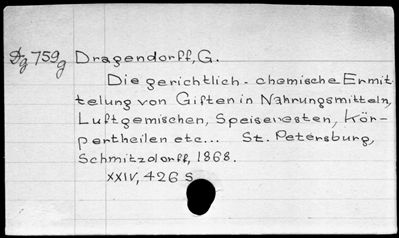 Dg 759g Dragendorff, G.
Die gerichtlich-chemische Ermit-
telung von Giften in Nahrungsmitteln,
Luftgemischen, Speiseresten, Kör-
pertheilen etc... St. Petersburg,
Schmitzdorff, 1868.
XXIV, 426 S